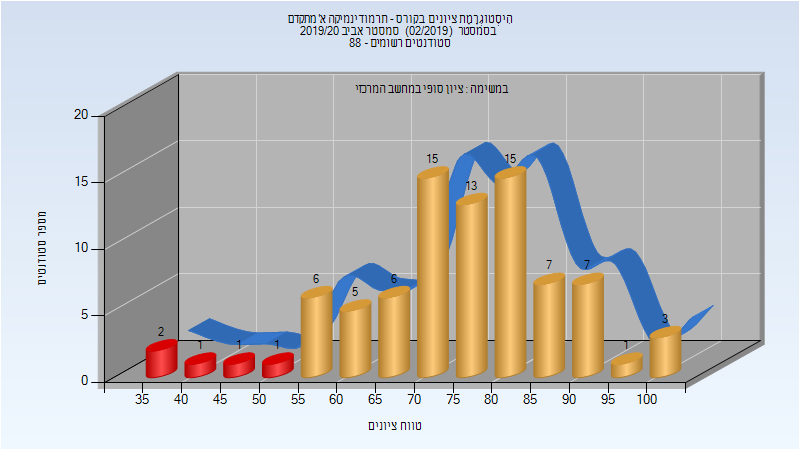 היסטוגרמת ציונים בקורס - תרמודינמיקה א' מתקדם
בסמסטר (02/2019) סמסטר אביב 2019/20
סטודנטים רשומים - 88
במשימה : ציון סופי במחשב המרכזי
מספר סטודנטים
20
15
10
5
0
2
1
1
1
6
5
6
15
13
15
7
7
1
3
35 40 45 50 55 60 65 70 75 80 85 90 95 100
טווח ציונים